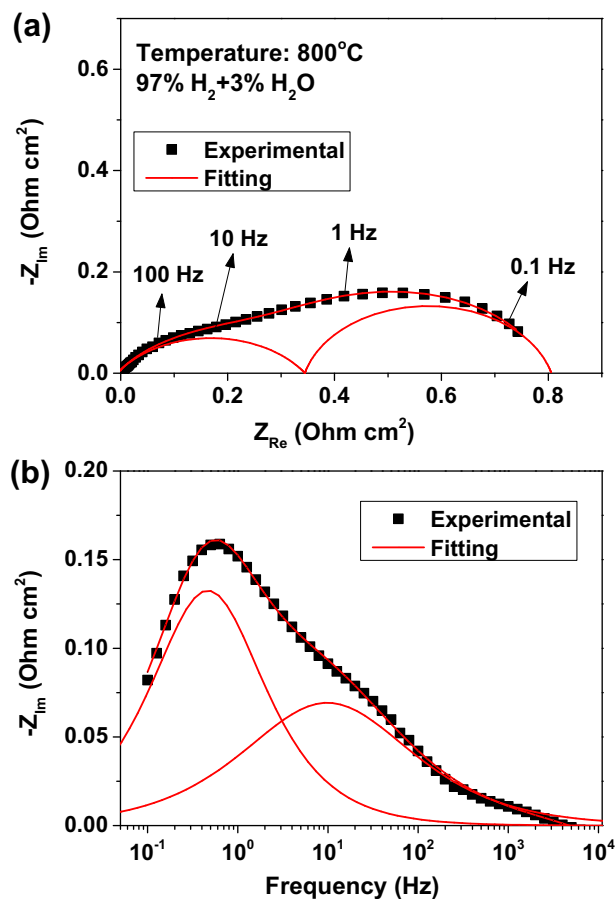 (a)
Temperature: 800°C
97% H₂+3% H₂O
Experimental
Fitting
100 Hz
10 Hz
1 Hz
0.1 Hz
0.6
0.4
0.2
0.0
-Z_Im (Ohm cm²)
0.0 0.2 0.4 0.6 0.8
Z_Re (Ohm cm²)
(b)
Experimental
Fitting
0.20
0.15
0.10
0.05
0.00
-Z_Im (Ohm cm²)
10⁻¹ 10⁰ 10¹ 10² 10³ 10⁴
Frequency (Hz)